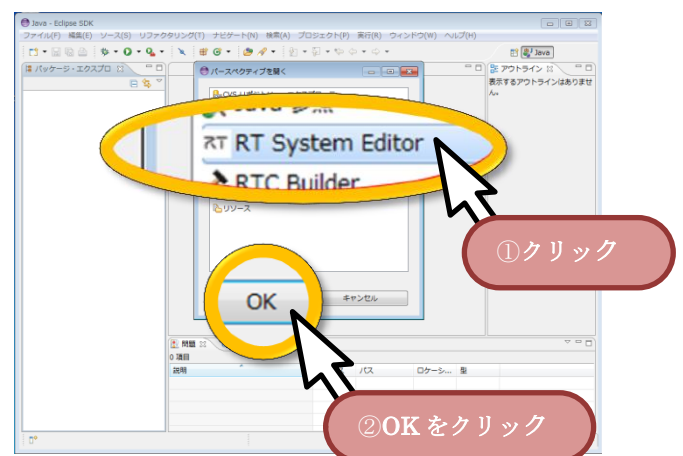 Java - Eclipse SDK
ファイル(F) 編集(E) ソース(S) リファクタリング(T) ナビゲート(N) 検索(A) プロジェクト(P) 実行(R) ウィンドウ(W) ヘルプ(H)
Java
パッケージ・エクスプロ
パースペクティブを開く
アウトライン
表示するアウトラインはありません。
RT RT System Editor
RTC Builder
リソース
①クリック
OK
キャンセル
問題
0 項目
説明 パス ロケーシ... 型
②OK をクリック